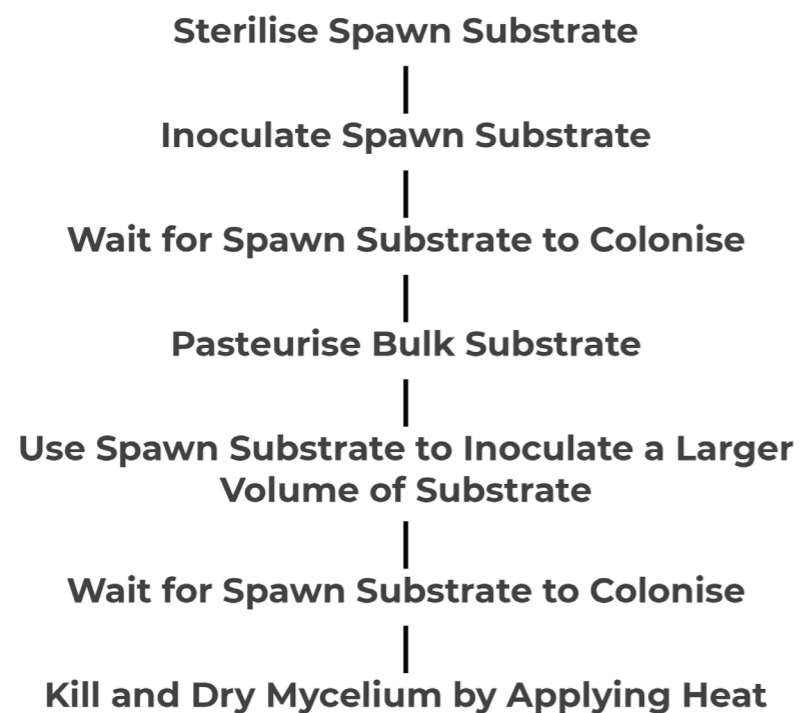 Sterilise Spawn Substrate
Inoculate Spawn Substrate
Wait for Spawn Substrate to Colonise
Pasteurise Bulk Substrate
Use Spawn Substrate to Inoculate a Larger
Volume of Substrate
Wait for Spawn Substrate to Colonise
Kill and Dry Mycelium by Applying Heat